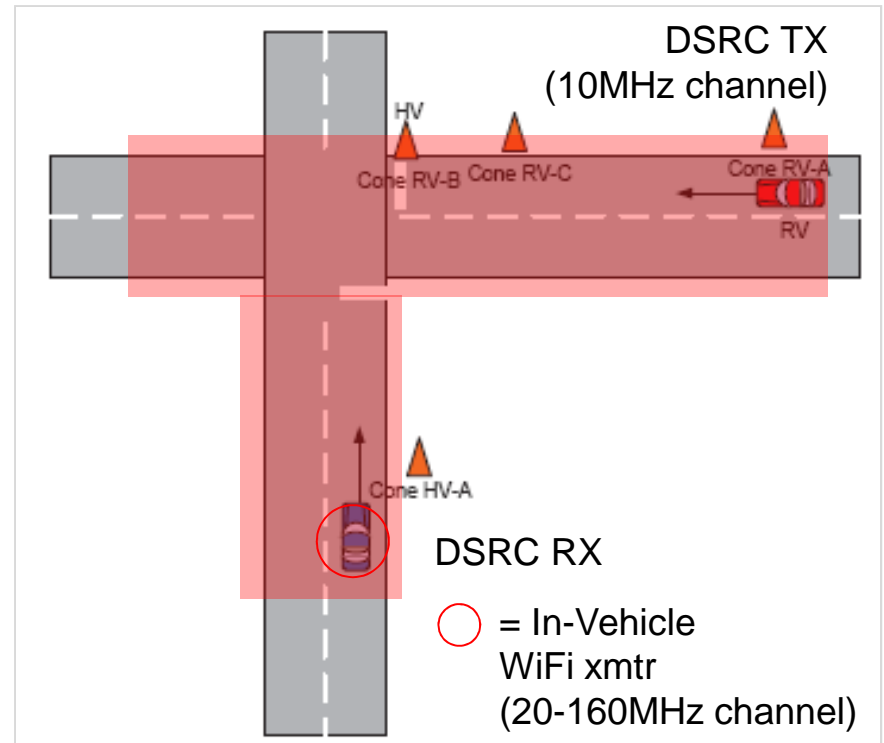 DSRC TX
(10MHz channel)
HV
Cone RV-B
Cone RV-C
Cone RV-A
RV
Cone HV-A
DSRC RX
= In-Vehicle
WiFi xmtr
(20-160MHz channel)